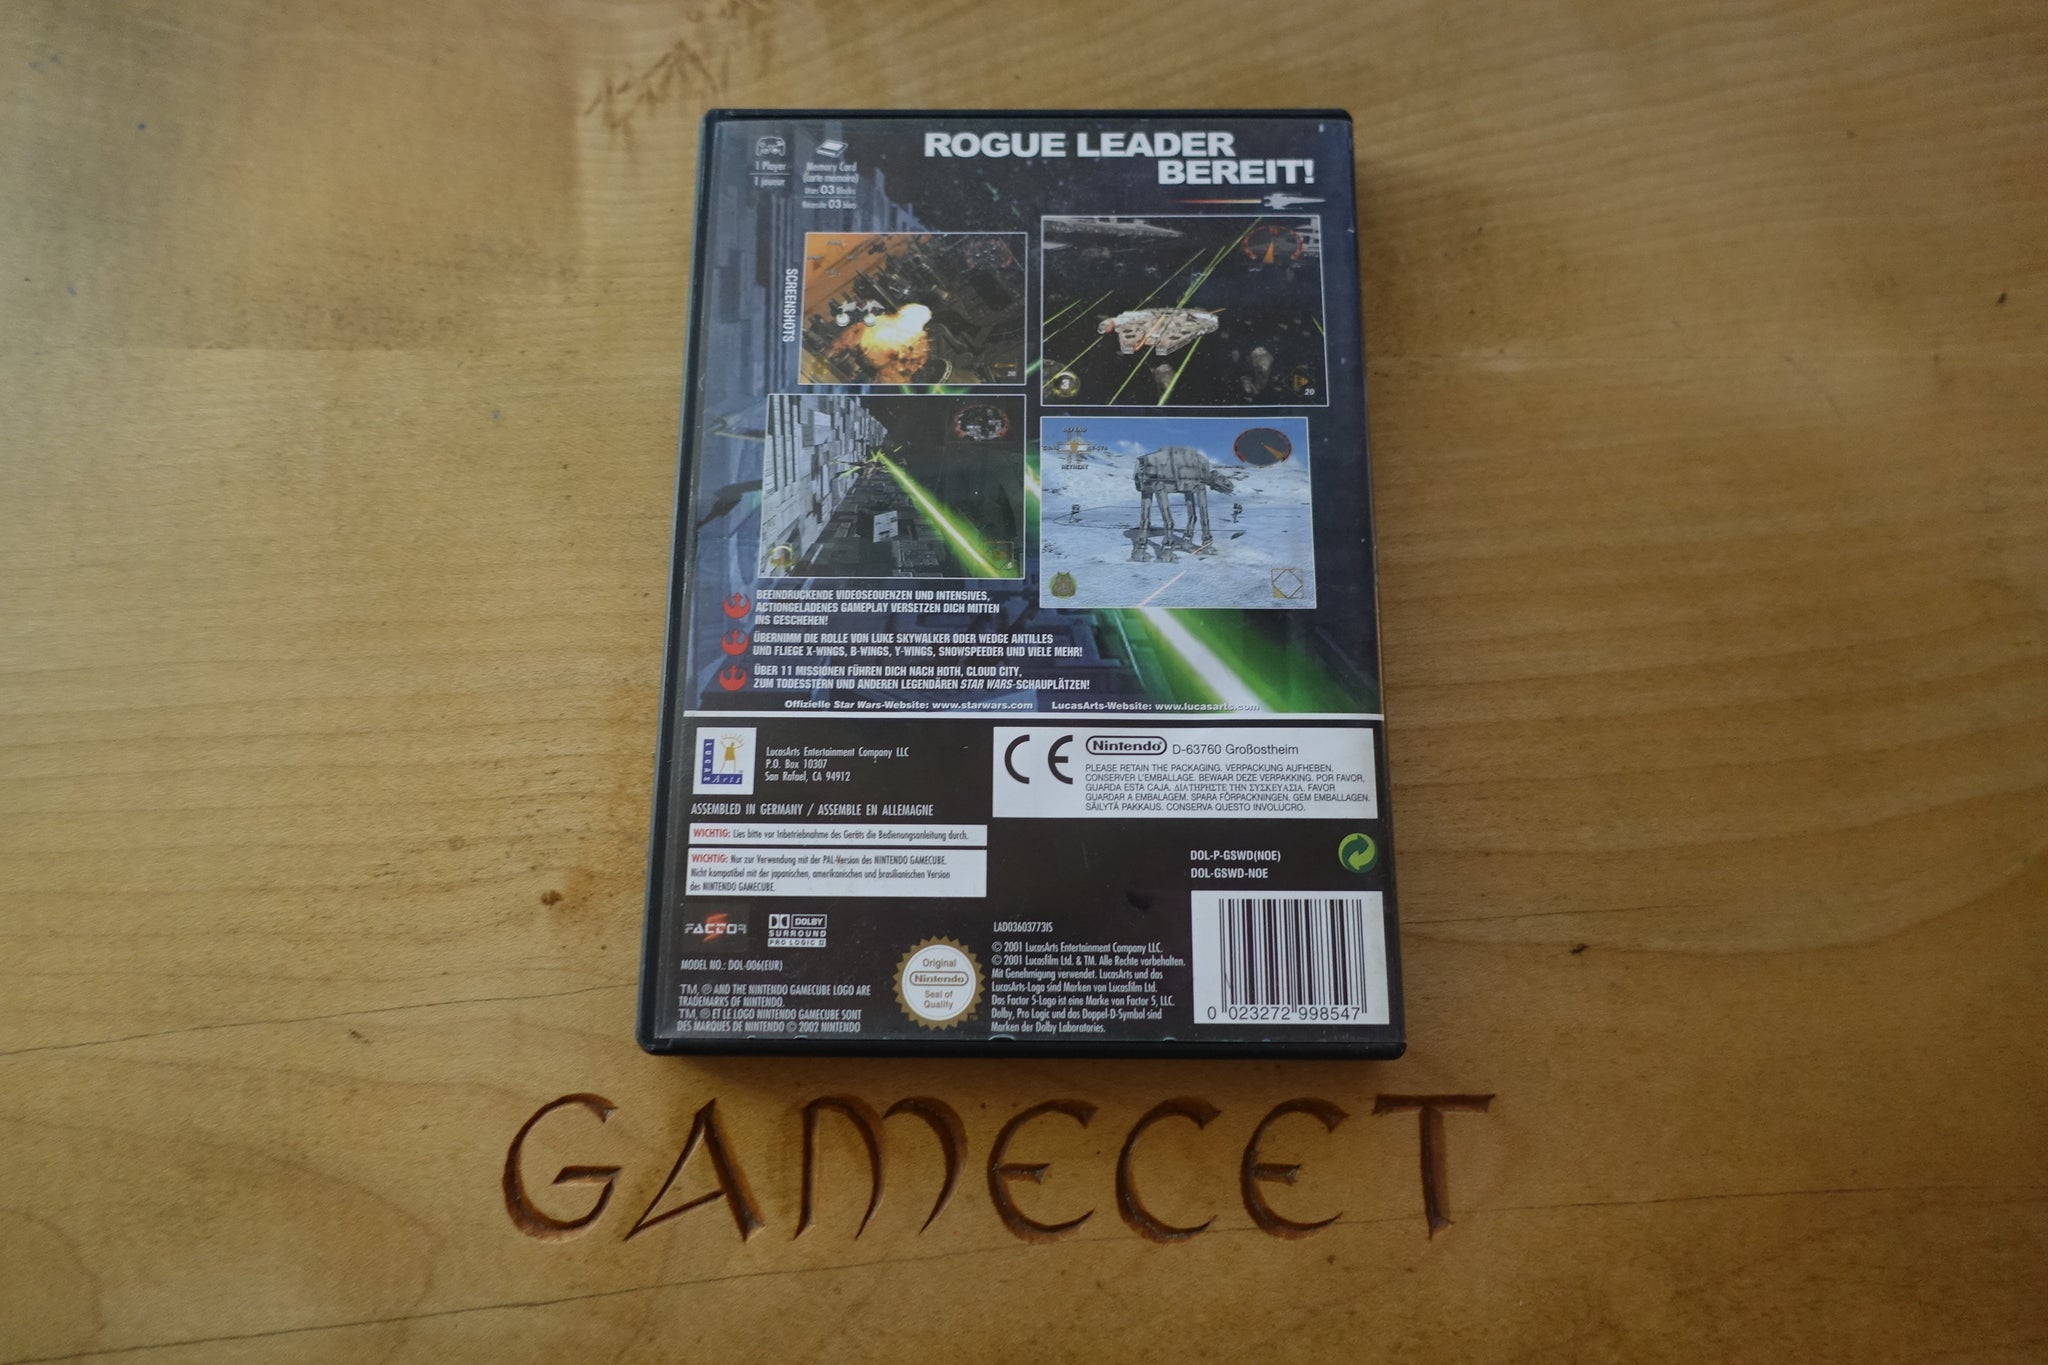 ROGUE LEADER
BEREIT!
1 Player
1 joueur
Memory Card
(carte mémoire)
Uses 03 Blocks
Nécessite 03 blocs
SCREENSHOTS
20
3
20
DEFEND
RETREAT
BEEINDRUCKENDE VIDEOSEQUENZEN UND INTENSIVES,
ACTIONGELADENES GAMEPLAY VERSETZEN DICH MITTEN
INS GESCHEHEN!
ÜBERNIMM DIE ROLLE VON LUKE SKYWALKER ODER WEDGE ANTILLES
UND FLIEGE X-WINGS, B-WINGS, Y-WINGS, SNOWSPEEDER UND VIELE MEHR!
ÜBER 11 MISSIONEN FÜHREN DICH NACH HOTH, CLOUD CITY,
ZUM TODESSTERN UND ANDEREN LEGENDÄREN STAR WARS-SCHAUPLÄTZEN!
Offizielle Star Wars-Website: www.starwars.com LucasArts-Website: www.lucasarts.com
LUCAS
Arts
LucasArts Entertainment Company LLC
P.O. Box 10307
San Rafael, CA 94912
ASSEMBLED IN GERMANY / ASSEMBLE EN ALLEMAGNE
CE
Nintendo® D-63760 Großostheim
PLEASE RETAIN THE PACKAGING. VERPACKUNG AUFHEBEN.
CONSERVER L'EMBALLAGE. BEWAAR DEZE VERPAKKING. POR FAVOR,
GUARDA ESTA CAJA. ΔΙΑΤΗΡΗΣΤΕ ΤΗΝ ΣΥΣΚΕΥΑΣΙΑ. FAVOR
GUARDAR A EMBALAGEM. SPARA FÖRPACKNINGEN. GEM EMBALLAGEN.
SÄILYTÄ PAKKAUS. CONSERVA QUESTO INVOLUCRO.
WICHTIG: Lies bitte vor Inbetriebnahme des Geräts die Bedienungsanleitung durch.
WICHTIG: Nur zur Verwendung mit der PAL-Version des NINTENDO GAMECUBE.
Nicht kompatibel mit der japanischen, amerikanischen und brasilianischen Version
des NINTENDO GAMECUBE.
DOL-P-GSWD(NOE)
DOL-GSWD-NOE
FACTOR 5
DOLBY
SURROUND
PRO LOGIC II
MODEL NO.: DOL-006(EUR)
TM, ® AND THE NINTENDO GAMECUBE LOGO ARE
TRADEMARKS OF NINTENDO.
TM, ® ET LE LOGO NINTENDO GAMECUBE SONT
DES MARQUES DE NINTENDO © 2002 NINTENDO
Original
Nintendo
Seal of
Quality
LAD03603773IS
© 2001 LucasArts Entertainment Company LLC.
© 2001 Lucasfilm Ltd. & TM. Alle Rechte vorbehalten.
Mit Genehmigung verwendet. LucasArts und das
LucasArts-Logo sind Marken von Lucasfilm Ltd.
Das Factor 5-Logo ist eine Marke von Factor 5, LLC.
Dolby, Pro Logic und das Doppel-D-Symbol sind
Marken der Dolby Laboratories.
0 023272 998547
GAMECET